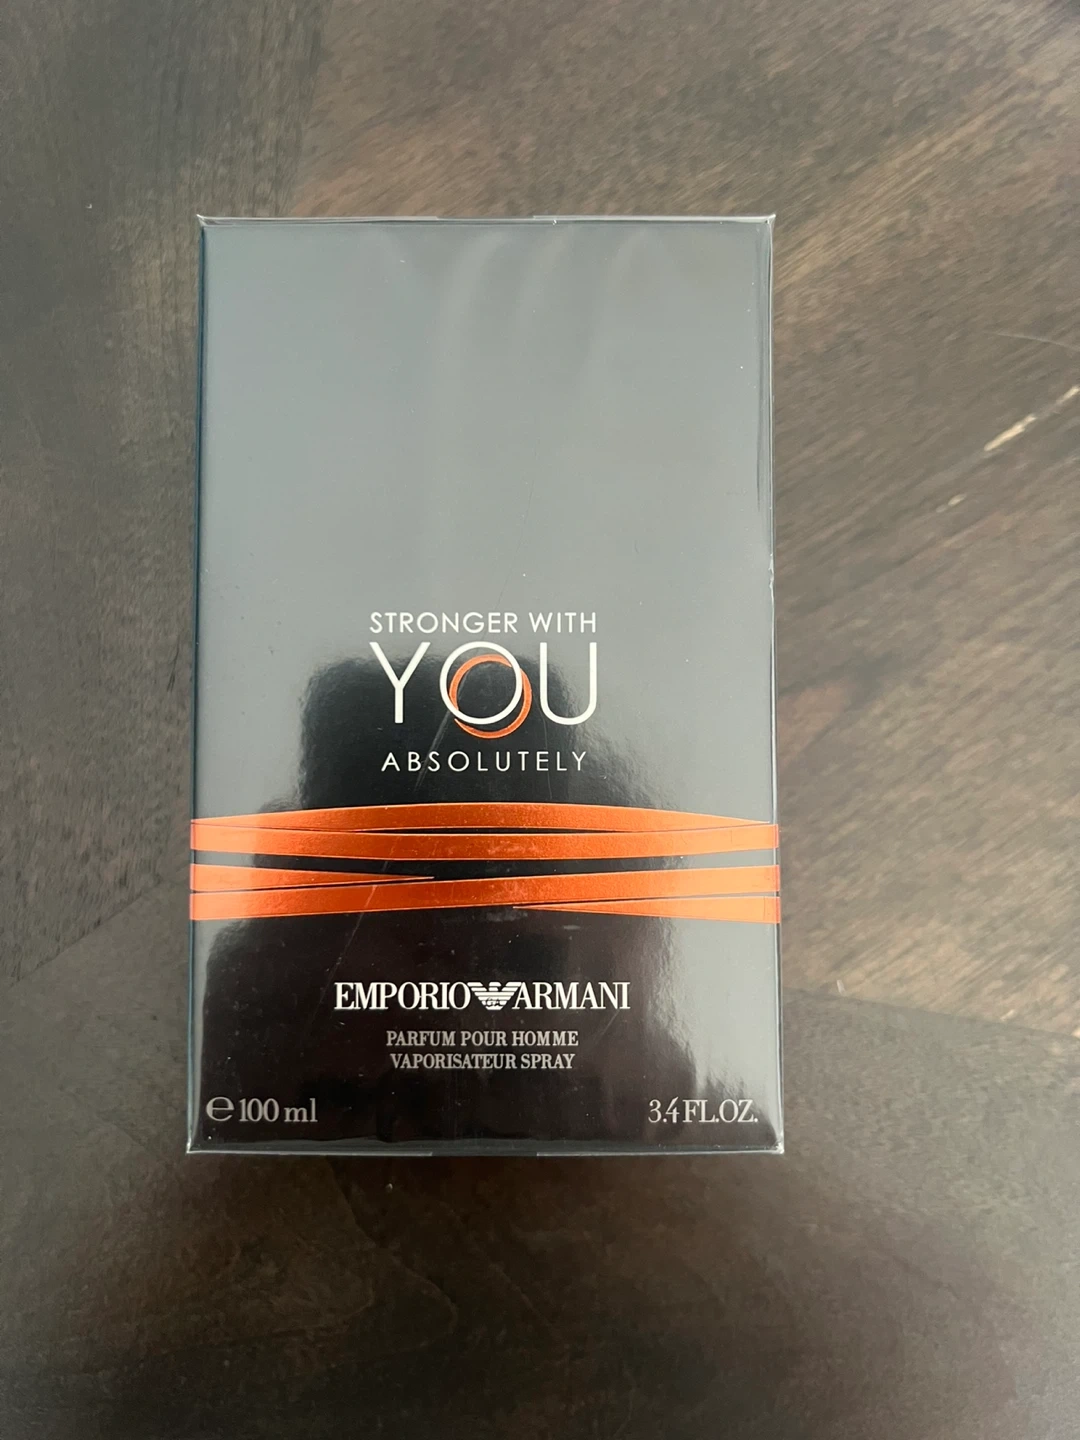 STRONGER WITH
YOU
ABSOLUTELY
EMPORIO ARMANI
PARFUM POUR HOMME
VAPORISATEUR SPRAY
℮ 100 ml
3.4 FL.OZ.